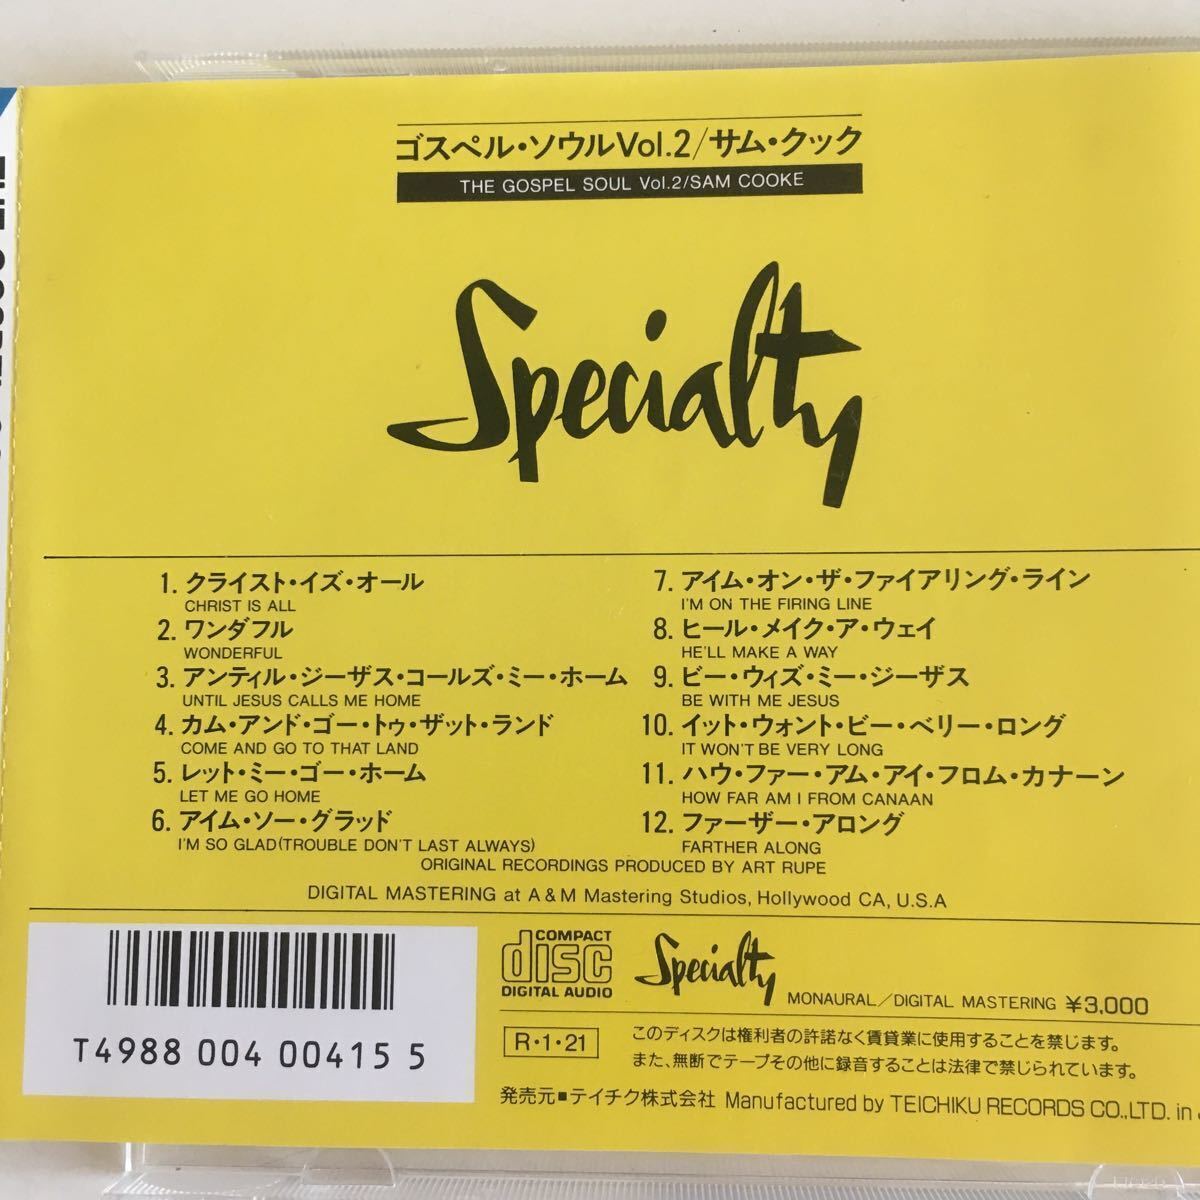 ゴスペル・ソウルVol.2/サム・クック
THE GOSPEL SOUL Vol.2/SAM COOKE
Specialty
1. クライスト・イズ・オール
CHRIST IS ALL
2. ワンダフル
WONDERFUL
3. アンティル・ジーザス・コールズ・ミー・ホーム
UNTIL JESUS CALLS ME HOME
4. カム・アンド・ゴー・トゥ・ザット・ランド
COME AND GO TO THAT LAND
5. レット・ミー・ゴー・ホーム
LET ME GO HOME
6. アイム・ソー・グラッド
I'M SO GLAD(TROUBLE DON'T LAST ALWAYS)
7. アイム・オン・ザ・ファイアリング・ライン
I'M ON THE FIRING LINE
8. ヒール・メイク・ア・ウェイ
HE'LL MAKE A WAY
9. ビー・ウィズ・ミー・ジーザス
BE WITH ME JESUS
10. イット・ウォント・ビー・ベリー・ロング
IT WON'T BE VERY LONG
11. ハウ・ファー・アム・アイ・フロム・カナーン
HOW FAR AM I FROM CANAAN
12. ファーザー・アロング
FARTHER ALONG
ORIGINAL RECORDINGS PRODUCED BY ART RUPE
DIGITAL MASTERING at A & M Mastering Studios, Hollywood CA, U.S.A
T4988 004 00415 5
COMPACT
disc
DIGITAL AUDIO
Specialty
MONAURAL/DIGITAL MASTERING ¥3,000
R・1・21
このディスクは権利者の許諾なく賃貸業に使用することを禁じます。
また、無断でテープその他に録音することは法律で禁じられています。
発売元■テイチク株式会社 Manufactured by TEICHIKU RECORDS CO.,LTD. in